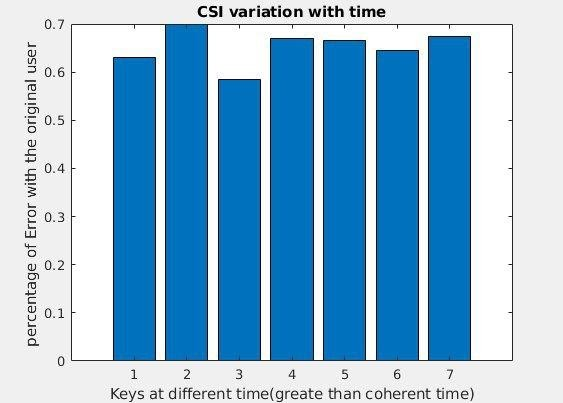 CSI variation with time
percentage of Error with the original user
0.7
0.6
0.5
0.4
0.3
0.2
0.1
0
1 2 3 4 5 6 7
Keys at different time(greate than coherent time)